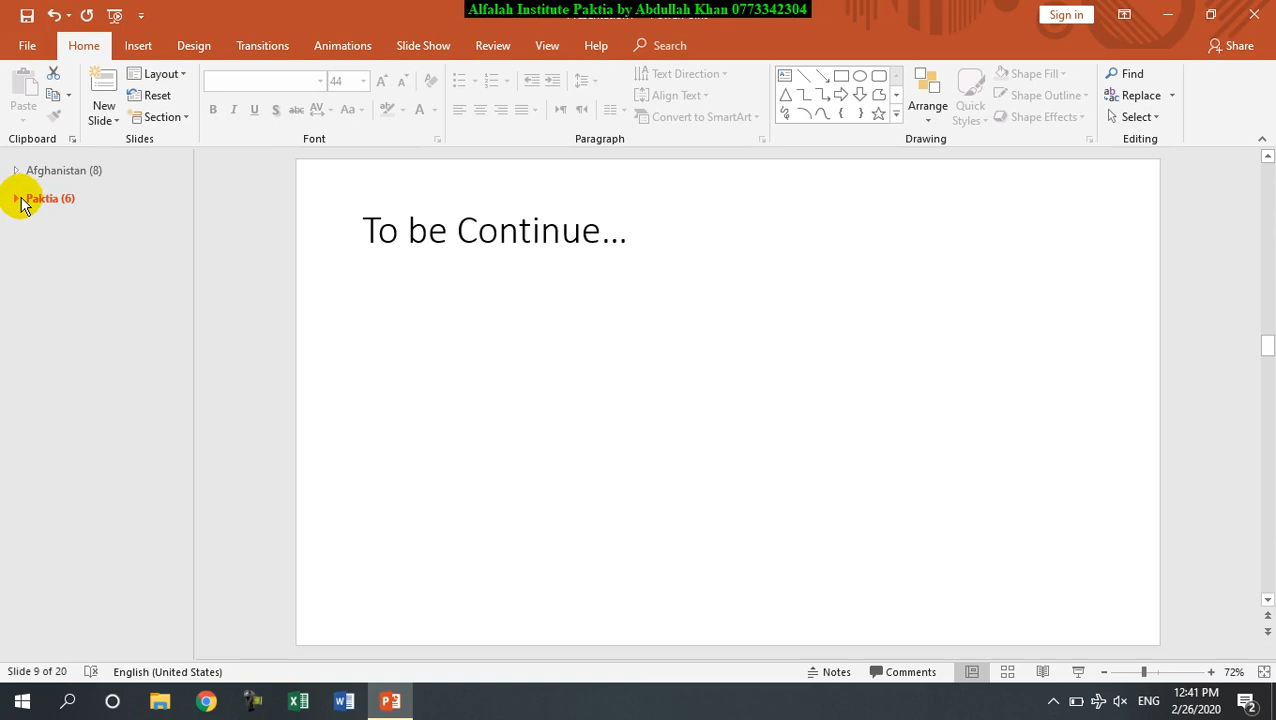 Alfalah Institute Paktia by Abdullah Khan 0773342304
Sign in
File Home Insert Design Transitions Animations Slide Show Review View Help Search Share
Paste
New Slide
Layout
Reset
Section
44
Text Direction
Align Text
Convert to SmartArt
Arrange
Quick Styles
Shape Fill
Shape Outline
Shape Effects
Find
Replace
Select
Clipboard Slides Font Paragraph Drawing Editing
Afghanistan (8)
Paktia (6)
To be Continue...
Slide 9 of 20 English (United States) Notes Comments 72%
ENG
12:41 PM
2/26/2020
2